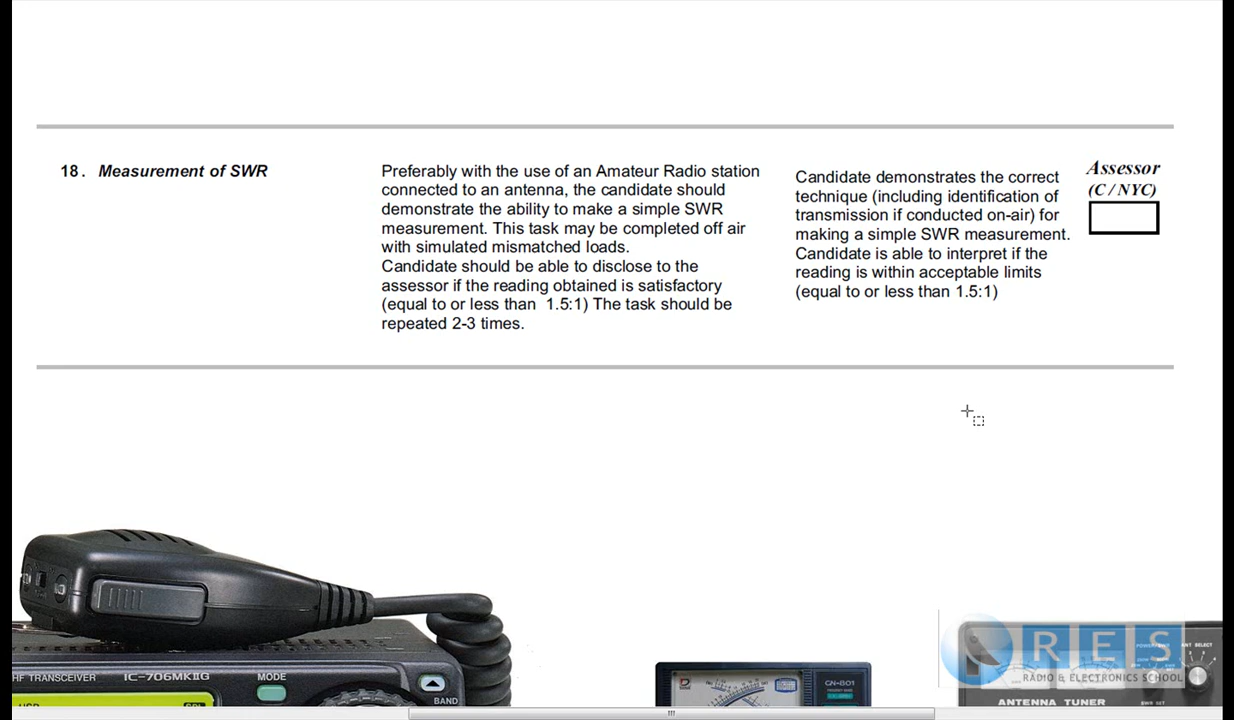 18. Measurement of SWR
Preferably with the use of an Amateur Radio station
connected to an antenna, the candidate should
demonstrate the ability to make a simple SWR
measurement. This task may be completed off air
with simulated mismatched loads.
Candidate should be able to disclose to the
assessor if the reading obtained is satisfactory
(equal to or less than 1.5:1) The task should be
repeated 2-3 times.
Candidate demonstrates the correct
technique (including identification of
transmission if conducted on-air) for
making a simple SWR measurement.
Candidate is able to interpret if the
reading is within acceptable limits
(equal to or less than 1.5:1)
Assessor
(C / NYC)
HF TRANSCEIVER
IC-706MKIIG
MODE
BAND
USB
CN-801
RES
RADIO & ELECTRONICS SCHOOL
ANTENNA TUNER